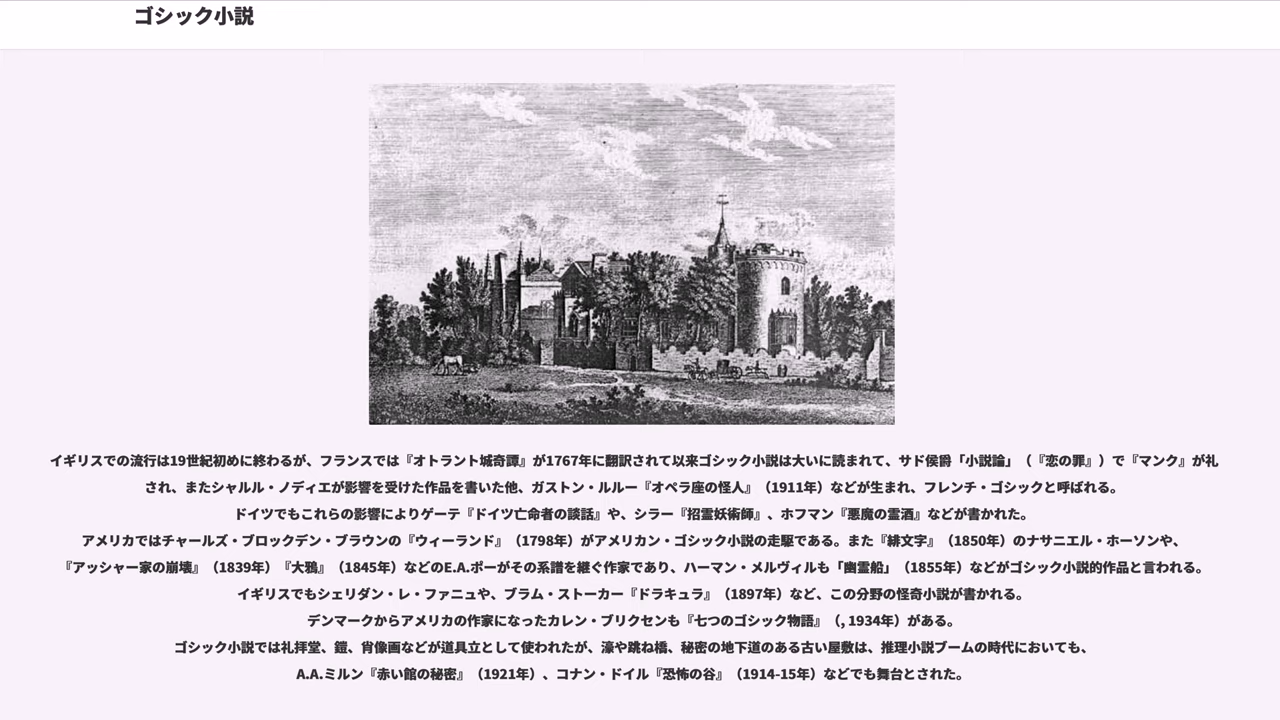 ゴシック小説
イギリスでの流行は19世紀初めに終わるが、フランスでは『オトラント城奇譚』が1767年に翻訳されて以来ゴシック小説は大いに読まれて、サド侯爵「小説論」（『恋の罪』）で『マンク』が礼
され、またシャルル・ノディエが影響を受けた作品を書いた他、ガストン・ルルー『オペラ座の怪人』（1911年）などが生まれ、フレンチ・ゴシックと呼ばれる。
ドイツでもこれらの影響によりゲーテ『ドイツ亡命者の談話』や、シラー『招霊妖術師』、ホフマン『悪魔の霊酒』などが書かれた。
アメリカではチャールズ・ブロックデン・ブラウンの『ウィーランド』（1798年）がアメリカン・ゴシック小説の走駆である。また『緋文字』（1850年）のナサニエル・ホーソンや、
『アッシャー家の崩壊』（1839年）『大鴉』（1845年）などのE.A.ポーがその系譜を継ぐ作家であり、ハーマン・メルヴィルも「幽霊船」（1855年）などがゴシック小説的作品と言われる。
イギリスでもシェリダン・レ・ファニュや、ブラム・ストーカー『ドラキュラ』（1897年）など、この分野の怪奇小説が書かれる。
デンマークからアメリカの作家になったカレン・ブリクセンも『七つのゴシック物語』（, 1934年）がある。
ゴシック小説では礼拝堂、鎧、肖像画などが道具立として使われたが、濠や跳ね橋、秘密の地下道のある古い屋敷は、推理小説ブームの時代においても、
A.A.ミルン『赤い館の秘密』（1921年）、コナン・ドイル『恐怖の谷』（1914-15年）などでも舞台とされた。